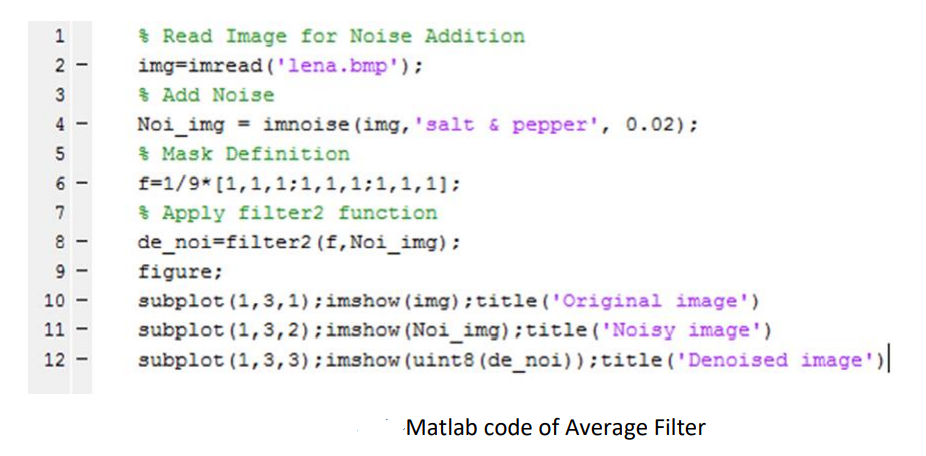 1 % Read Image for Noise Addition
2 - img=imread('lena.bmp');
3 % Add Noise
4 - Noi_img = imnoise(img,'salt & pepper', 0.02);
5 % Mask Definition
6 - f=1/9*[1,1,1;1,1,1;1,1,1];
7 % Apply filter2 function
8 - de_noi=filter2(f,Noi_img);
9 - figure;
10 - subplot(1,3,1);imshow(img);title('Original image')
11 - subplot(1,3,2);imshow(Noi_img);title('Noisy image')
12 - subplot(1,3,3);imshow(uint8(de_noi));title('Denoised image')
Matlab code of Average Filter